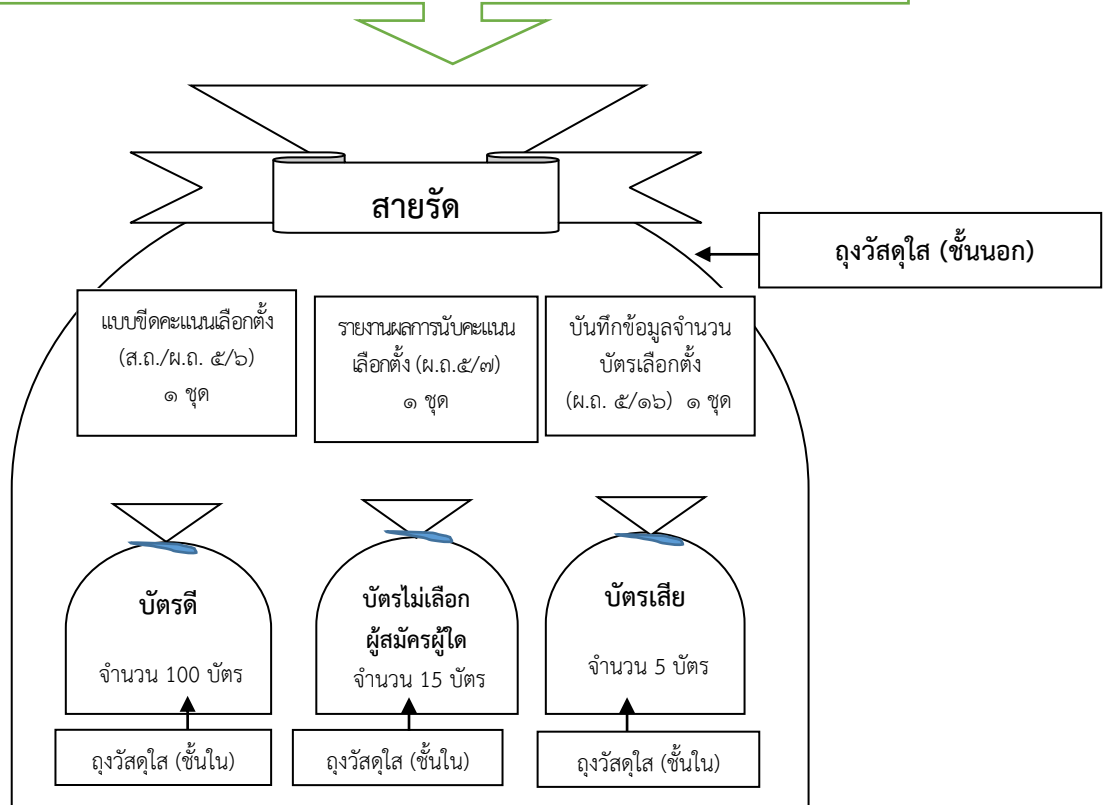 สายรัด
ถุงวัสดุใส (ชั้นนอก)
แบบขีดคะแนนเลือกตั้ง
(ส.ถ./ผ.ถ. ๕/๖)
๑ ชุด
รายงานผลการนับคะแนน
เลือกตั้ง (ผ.ถ.๕/๗)
๑ ชุด
บันทึกข้อมูลจำนวน
บัตรเลือกตั้ง
(ผ.ถ. ๕/๑๖) ๑ ชุด
บัตรดี
จำนวน 100 บัตร
บัตรไม่เลือก
ผู้สมัครผู้ใด
จำนวน 15 บัตร
บัตรเสีย
จำนวน 5 บัตร
ถุงวัสดุใส (ชั้นใน)
ถุงวัสดุใส (ชั้นใน)
ถุงวัสดุใส (ชั้นใน)